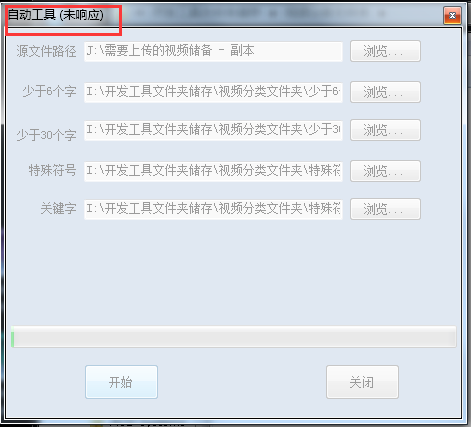 自动工具 (未响应)
源文件路径 J:\需要上传的视频储备 - 副本 浏览...
少于6个字 I:\开发工具文件夹储存\视频分类文件夹\少于6 浏览...
少于30个字 I:\开发工具文件夹储存\视频分类文件夹\少于30 浏览...
特殊符号 I:\开发工具文件夹储存\视频分类文件夹\特殊符 浏览...
关键字 I:\开发工具文件夹储存\视频分类文件夹\特殊符 浏览...
开始 关闭